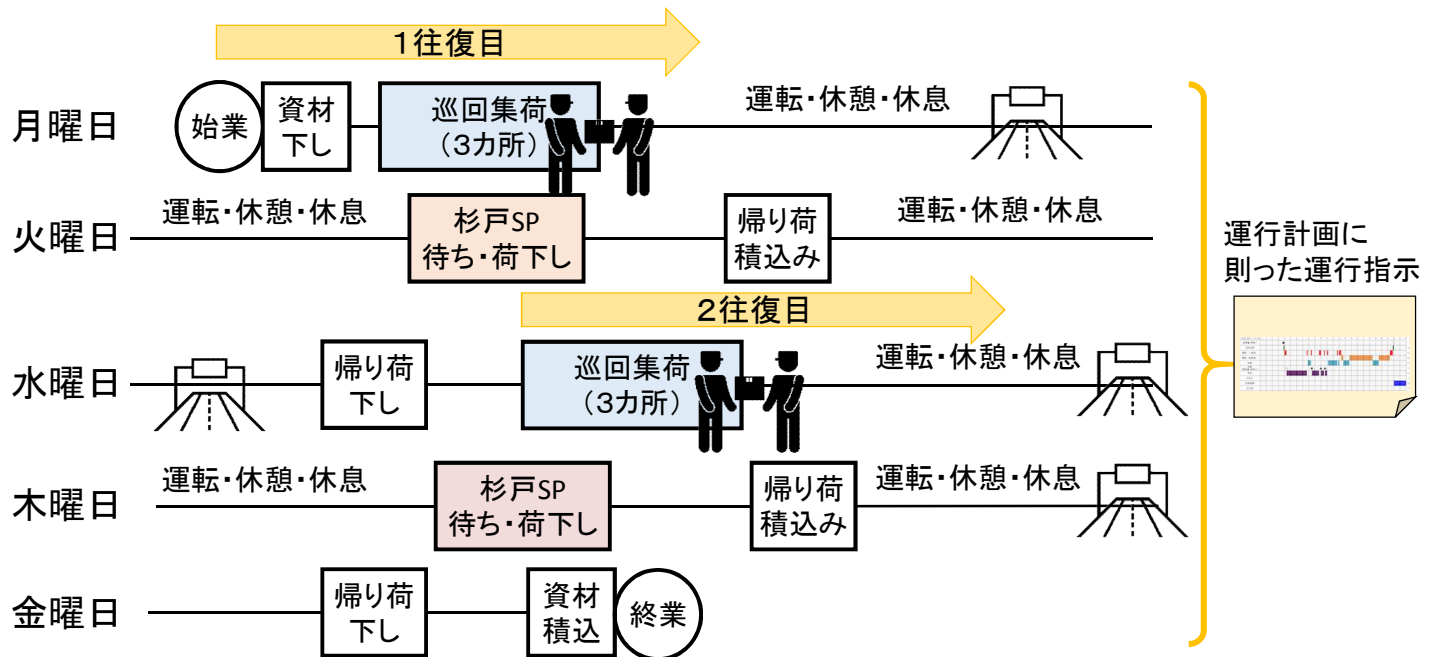 1往復目
月曜日
始業
資材
下し
巡回集荷
（3カ所）
運転・休憩・休息
火曜日
運転・休憩・休息
杉戸SP
待ち・荷下し
帰り荷
積込み
運転・休憩・休息
運行計画に
則った運行指示
2往復目
水曜日
帰り荷
下し
巡回集荷
（3カ所）
運転・休憩・休息
木曜日
運転・休憩・休息
杉戸SP
待ち・荷下し
帰り荷
積込み
運転・休憩・休息
金曜日
帰り荷
下し
資材
積込
終業